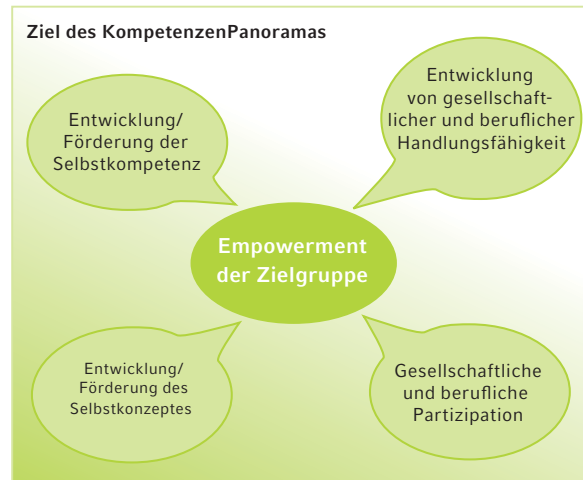 Ziel des KompetenzenPanoramas
Entwicklung/
Förderung der
Selbstkompetenz
Entwicklung
von gesellschaft-
licher und beruflicher
Handlungsfähigkeit
Empowerment
der Zielgruppe
Entwicklung/
Förderung des
Selbstkonzeptes
Gesellschaftliche
und berufliche
Partizipation